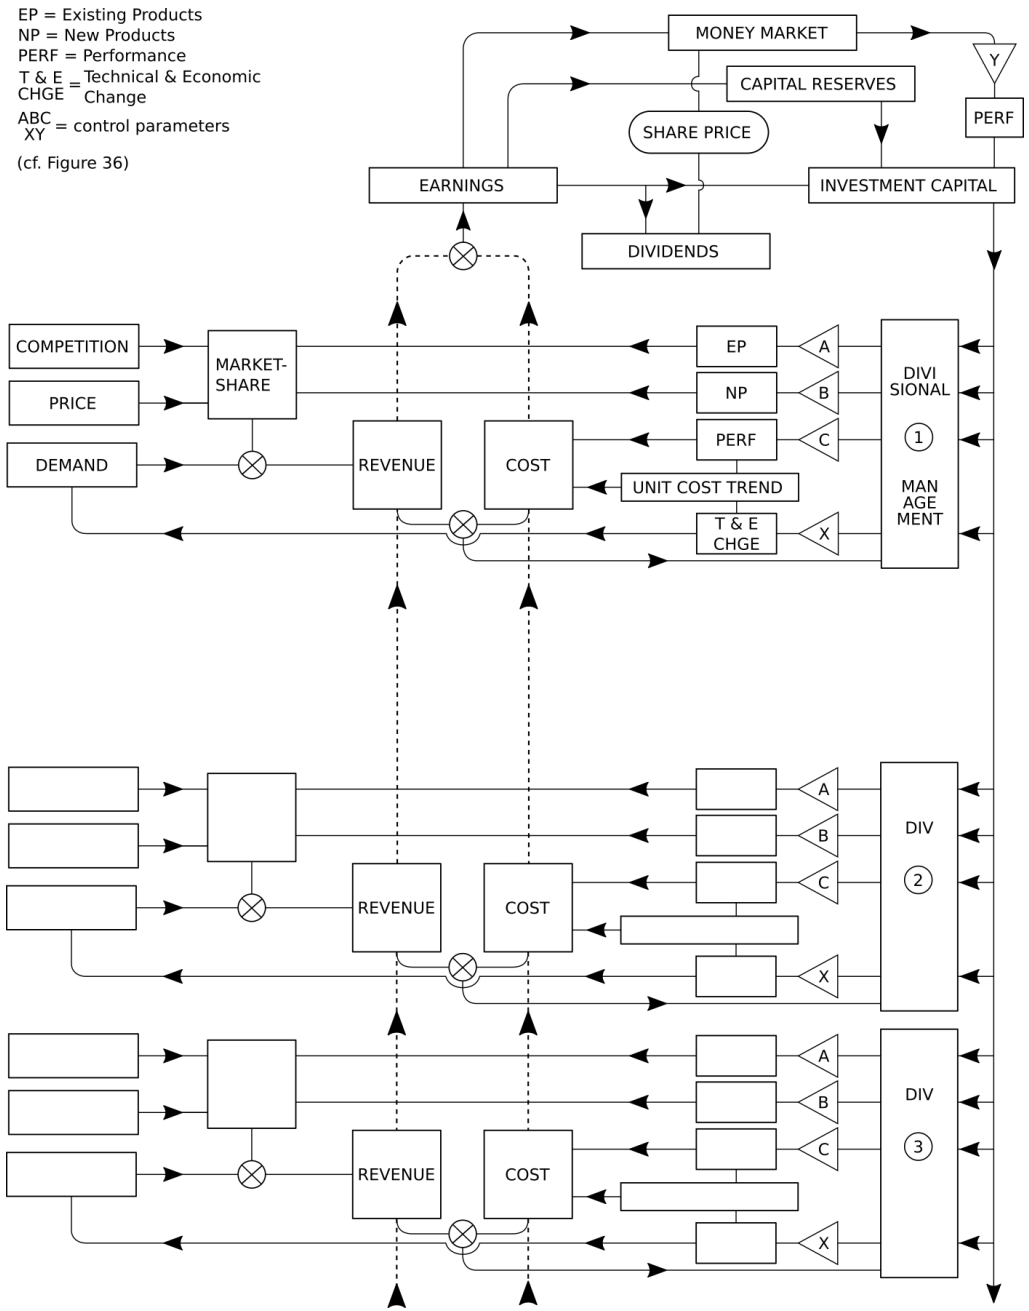 EP = Existing Products
NP = New Products
PERF = Performance
T & E
CHGE = Technical & Economic
Change
ABC
XY = control parameters
(cf. Figure 36)
MONEY MARKET
Y
CAPITAL RESERVES
PERF
SHARE PRICE
EARNINGS
INVESTMENT CAPITAL
DIVIDENDS
COMPETITION
MARKET-
SHARE
EP
A
PRICE
NP
B
DIVI
SIONAL
1
MAN
AGE
MENT
PERF
C
DEMAND
REVENUE
COST
UNIT COST TREND
T & E
CHGE
X
A
B
DIV
2
C
REVENUE
COST
X
A
B
DIV
3
C
REVENUE
COST
X